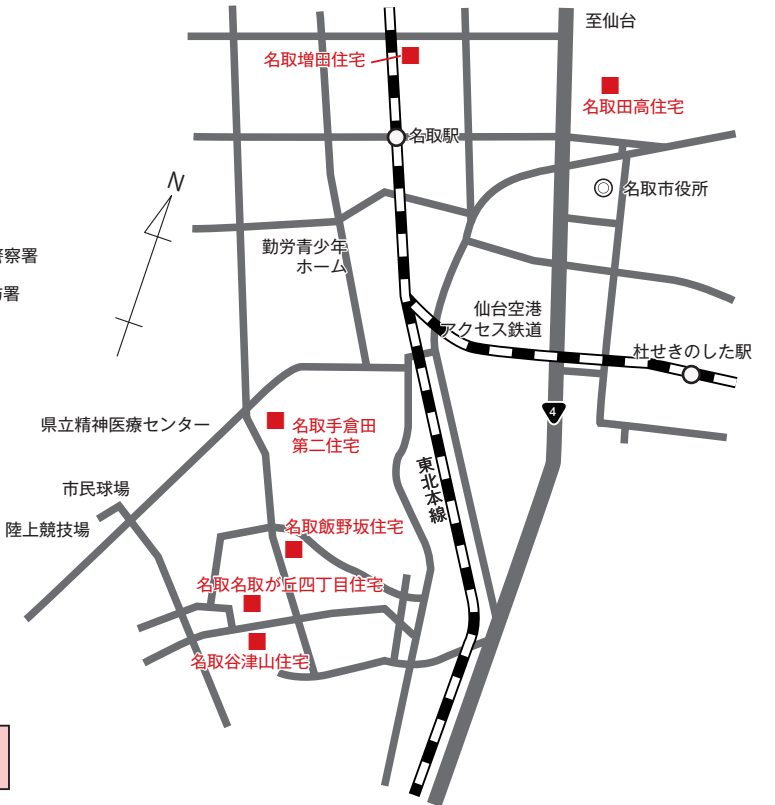 至仙台
名取増田住宅
名取田高住宅
名取駅
N
名取市役所
勤労青少年
ホーム
警察署
仙台空港
アクセス鉄道
杜せきのした駅
4
県立精神医療センター
名取手倉田
第二住宅
東北本線
市民球場
陸上競技場
名取飯野坂住宅
名取名取が丘四丁目住宅
名取谷津山住宅